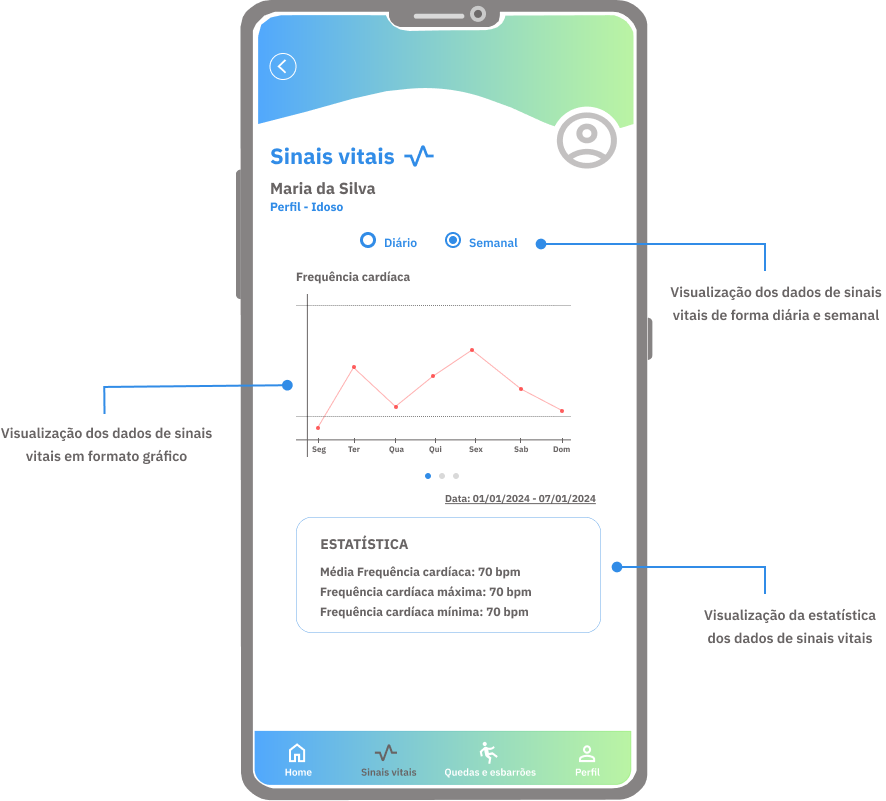 Sinais vitais
Maria da Silva
Perfil - Idoso
Diário
Semanal
Visualização dos dados de sinais
vitais de forma diária e semanal
Frequência cardíaca
Seg Ter Qua Qui Sex Sab Dom
Visualização dos dados de sinais
vitais em formato gráfico
Data: 01/01/2024 - 07/01/2024
ESTATÍSTICA
Média Frequência cardíaca: 70 bpm
Frequência cardíaca máxima: 70 bpm
Frequência cardíaca mínima: 70 bpm
Visualização da estatística
dos dados de sinais vitais
Home
Sinais vitais
Quedas e esbarrões
Perfil